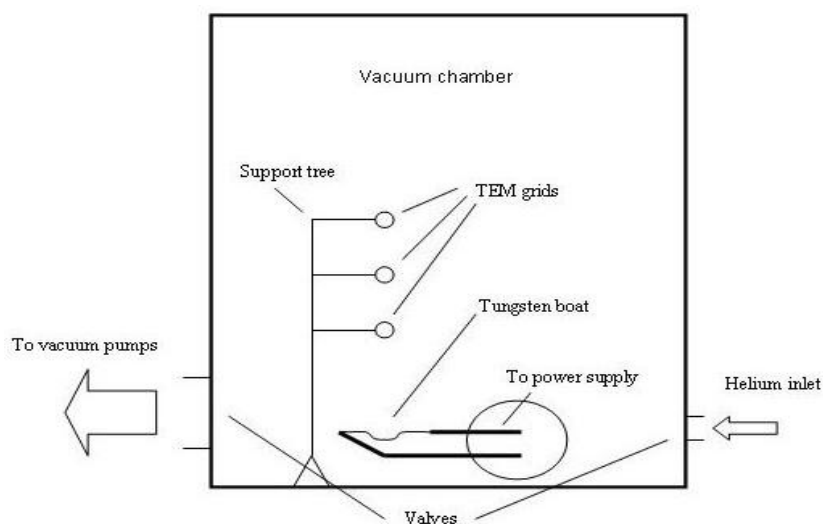 Vacuum chamber
Support tree
TEM grids
Tungsten boat
To vacuum pumps
To power supply
Helium inlet
Valves